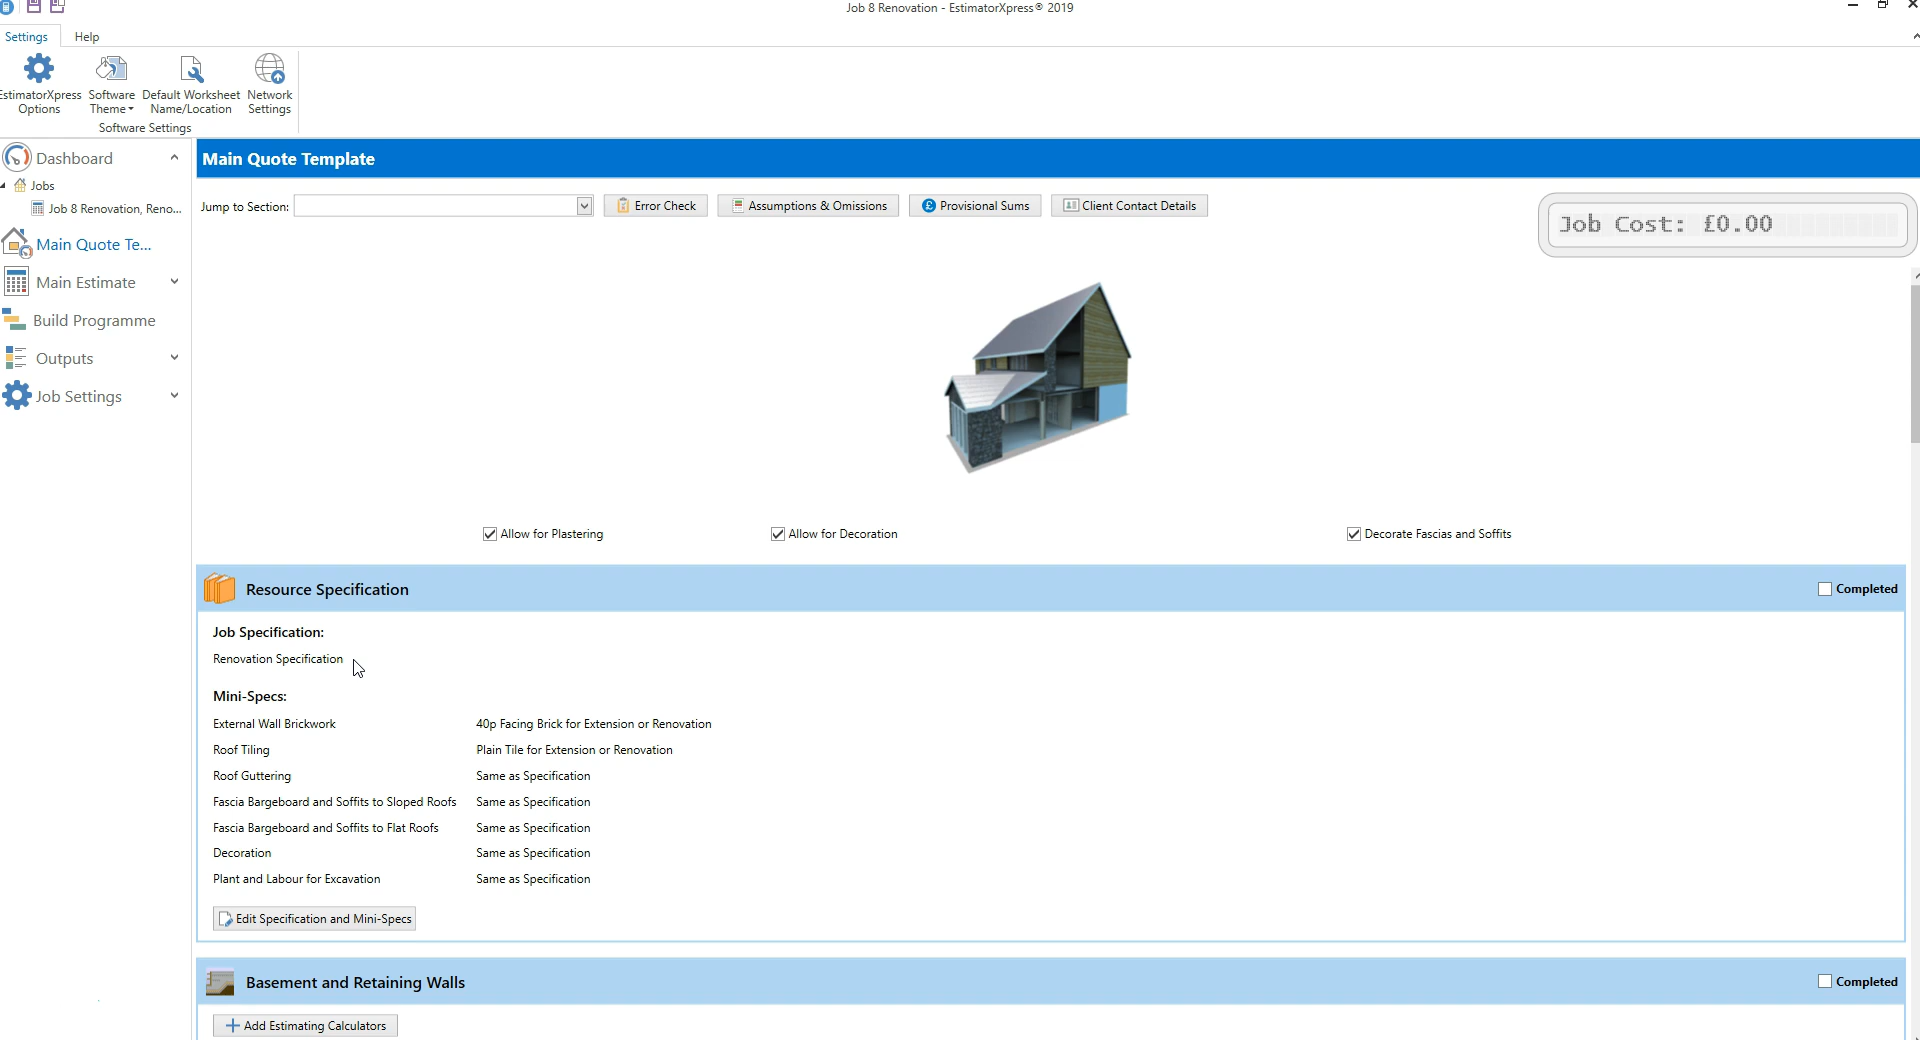 Job 8 Renovation - EstimatorXpress® 2019
Settings Help
EstimatorXpress Options
Software Theme
Default Worksheet Name/Location
Network Settings
Software Settings
Dashboard
Jobs
Job 8 Renovation, Reno...
Main Quote Te...
Main Estimate
Build Programme
Outputs
Job Settings
Main Quote Template
Jump to Section: Error Check Assumptions & Omissions £ Provisional Sums Client Contact Details
Job Cost: £0.00
Allow for Plastering Allow for Decoration Decorate Fascias and Soffits
Resource Specification Completed
Job Specification:
Renovation Specification
Mini-Specs:
External Wall Brickwork 40p Facing Brick for Extension or Renovation
Roof Tiling Plain Tile for Extension or Renovation
Roof Guttering Same as Specification
Fascia Bargeboard and Soffits to Sloped Roofs Same as Specification
Fascia Bargeboard and Soffits to Flat Roofs Same as Specification
Decoration Same as Specification
Plant and Labour for Excavation Same as Specification
Edit Specification and Mini-Specs
Basement and Retaining Walls Completed
Add Estimating Calculators